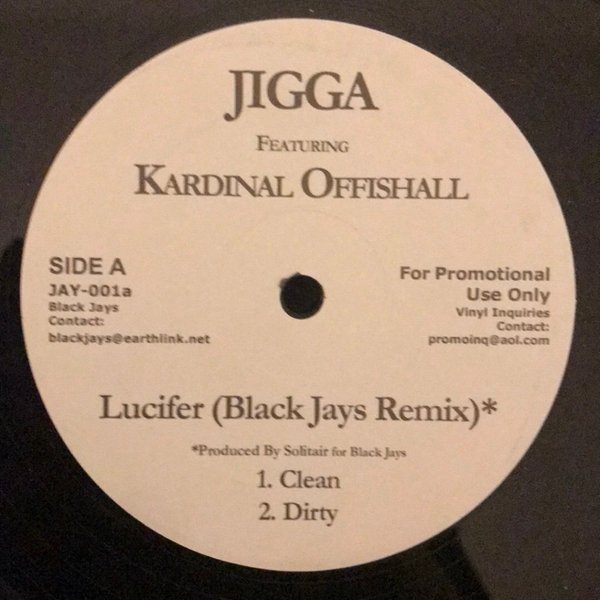 JIGGA
FEATURING
KARDINAL OFFISHALL
SIDE A
JAY-001a
Black Jays
Contact:
blackjays@earthlink.net
For Promotional
Use Only
Vinyl Inquiries
Contact:
promoinq@aol.com
Lucifer (Black Jays Remix)*
*Produced By Solitair for Black Jays
1. Clean
2. Dirty